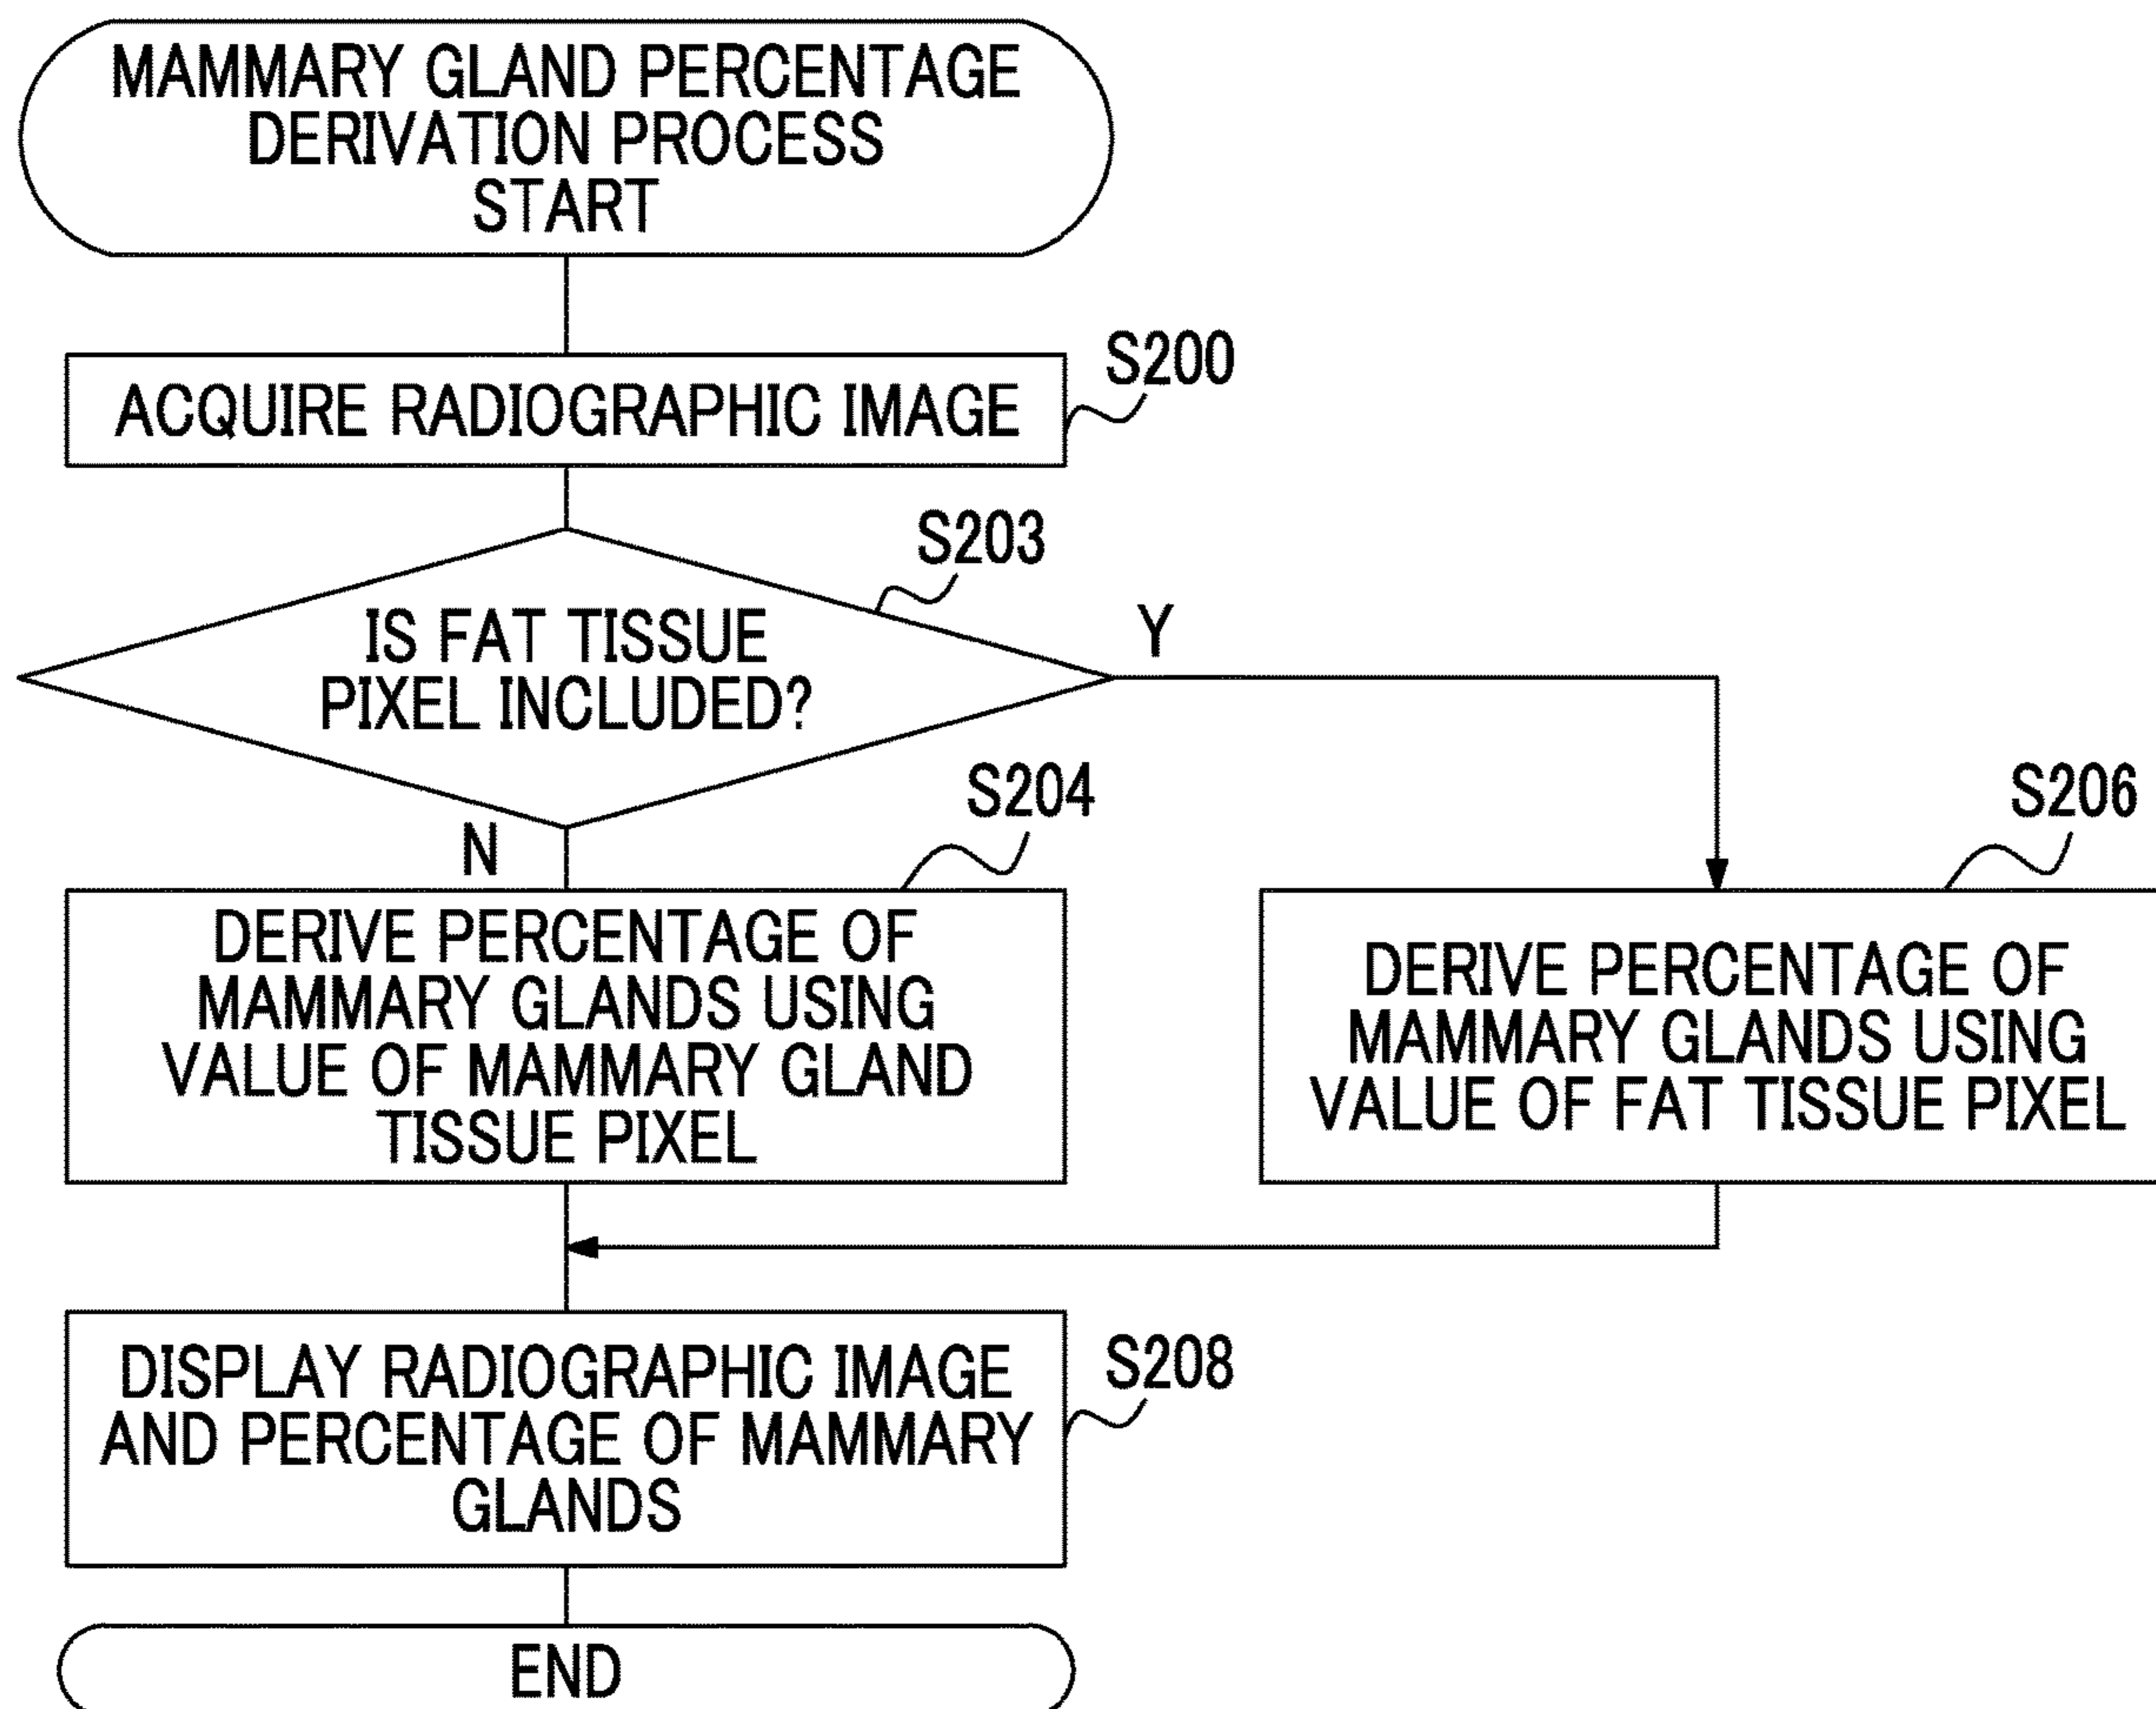 MAMMARY GLAND PERCENTAGE
DERIVATION PROCESS
START
S200
ACQUIRE RADIOGRAPHIC IMAGE
S203
IS FAT TISSUE
PIXEL INCLUDED?
Y
N
S204
DERIVE PERCENTAGE OF
MAMMARY GLANDS USING
VALUE OF MAMMARY GLAND
TISSUE PIXEL
S206
DERIVE PERCENTAGE OF
MAMMARY GLANDS USING
VALUE OF FAT TISSUE PIXEL
S208
DISPLAY RADIOGRAPHIC IMAGE
AND PERCENTAGE OF MAMMARY
GLANDS
END